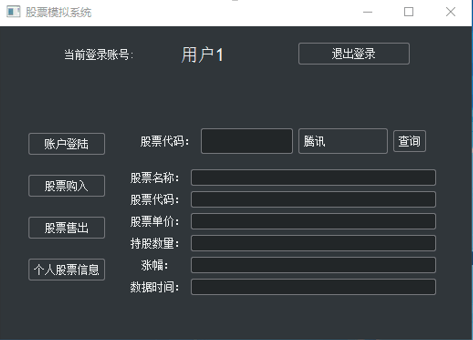 股票模拟系统
当前登录账号： 用户1 退出登录
账户登陆 股票代码： 腾讯 查询
股票名称：
股票购入
股票代码：
股票单价：
股票售出
持股数量：
涨幅：
个人股票信息
数据时间：